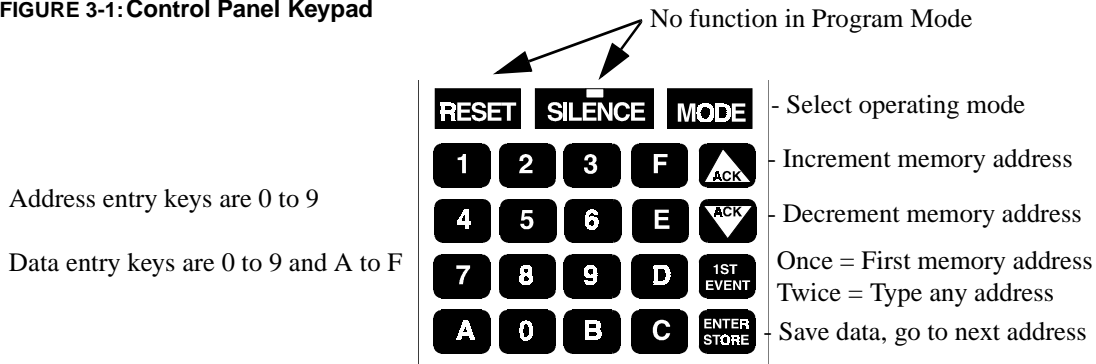 FIGURE 3-1: Control Panel Keypad
No function in Program Mode
RESET SILENCE MODE - Select operating mode
1 2 3 F ACK - Increment memory address
Address entry keys are 0 to 9
4 5 6 E ACK - Decrement memory address
Data entry keys are 0 to 9 and A to F
7 8 9 D 1ST EVENT Once = First memory address
Twice = Type any address
A 0 B C ENTER STORE - Save data, go to next address